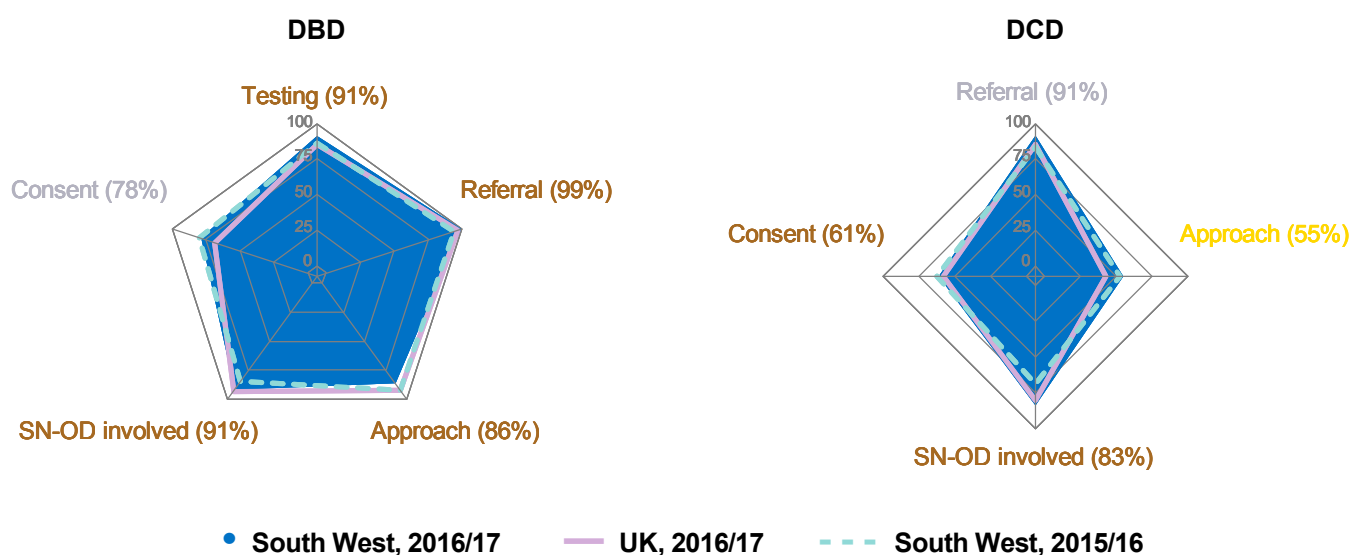 DBD
DCD
Testing (91%)
Referral (91%)
100
75
50
25
0
100
75
50
25
0
Consent (78%)
Referral (99%)
Consent (61%)
Approach (55%)
SN-OD involved (91%)
Approach (86%)
SN-OD involved (83%)
South West, 2016/17
UK, 2016/17
South West, 2015/16